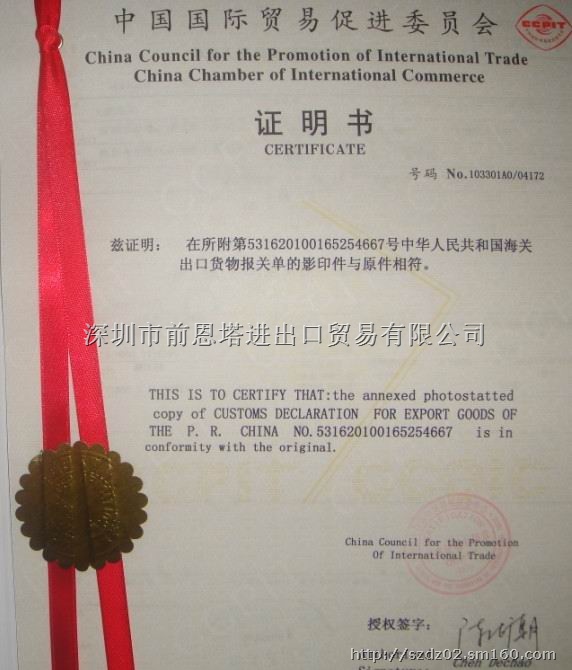 中国国际贸易促进委员会
CCPIT
China Council for the Promotion of International Trade
China Chamber of International Commerce
证明书
CERTIFICATE
号码 No.103301A0/04172
兹证明： 在所附第531620100165254667号中华人民共和国海关
出口货物报关单的影印件与原件相符。
深圳市前恩塔进出口贸易有限公司
THIS IS TO CERTIFY THAT:the annexed photostatted
copy of CUSTOMS DECLARATION FOR EXPORT GOODS OF
THE P. R. CHINA NO.531620100165254667 is in
conformity with the original.
China Council for the Promotion
Of International Trade
授权签字:
http://szdz02.sm160.com
Chen Dechao